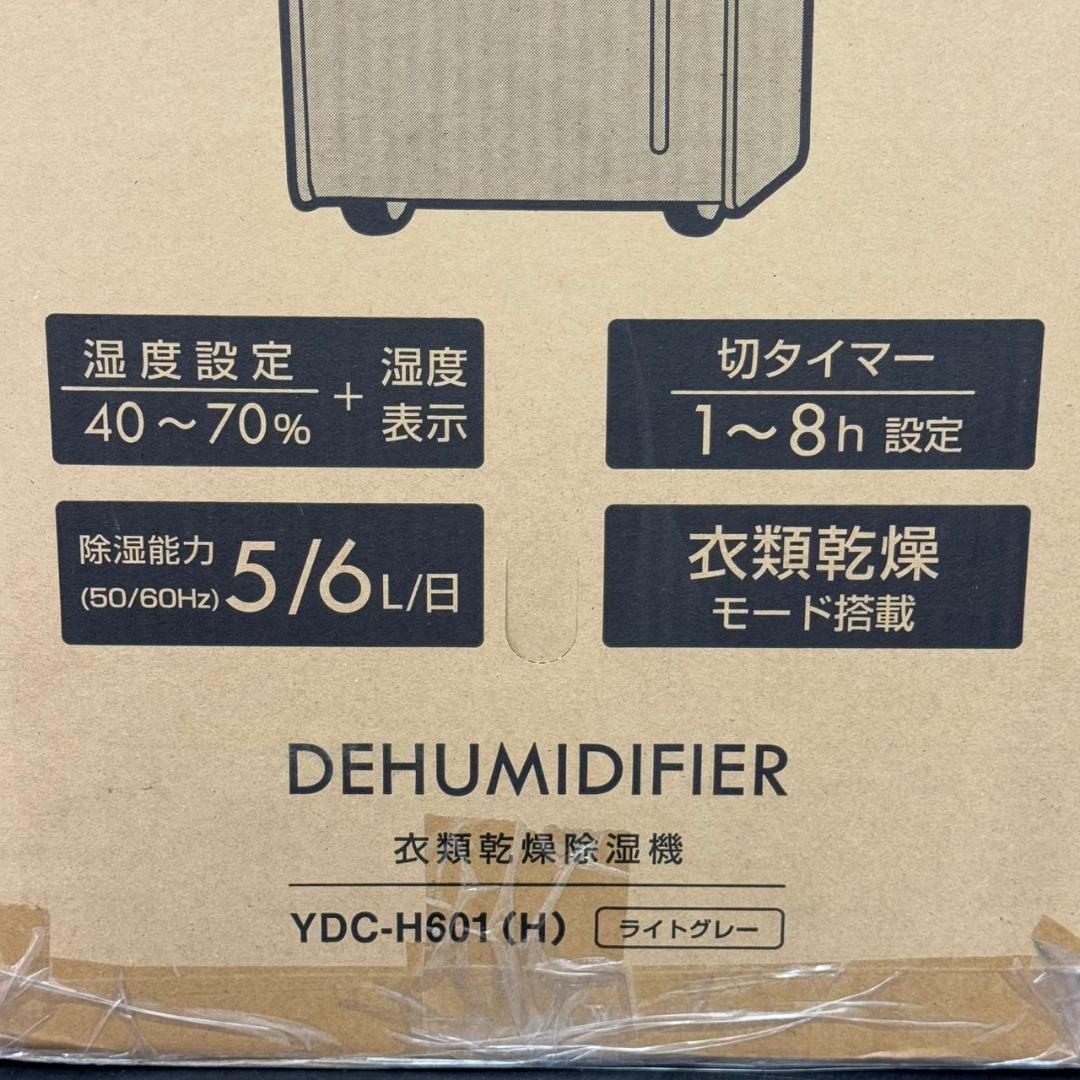 湿度設定
40～70%
+
湿度
表示
切タイマー
1～8h 設定
除湿能力
(50/60Hz)
5/6L/日
衣類乾燥
モード搭載
DEHUMIDIFIER
衣類乾燥除湿機
YDC-H601(H) ライトグレー